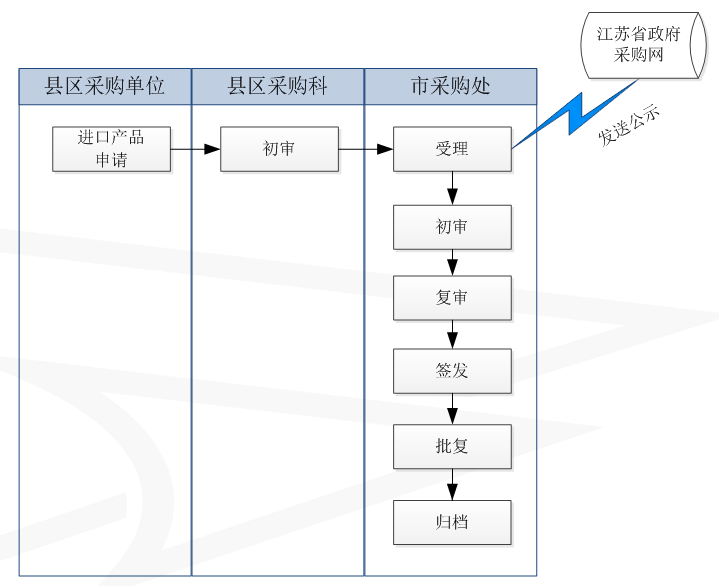 江苏省政府
采购网
县区采购单位
县区采购科
市采购处
发送公示
进口产品
申请
初审
受理
初审
复审
签发
批复
归档